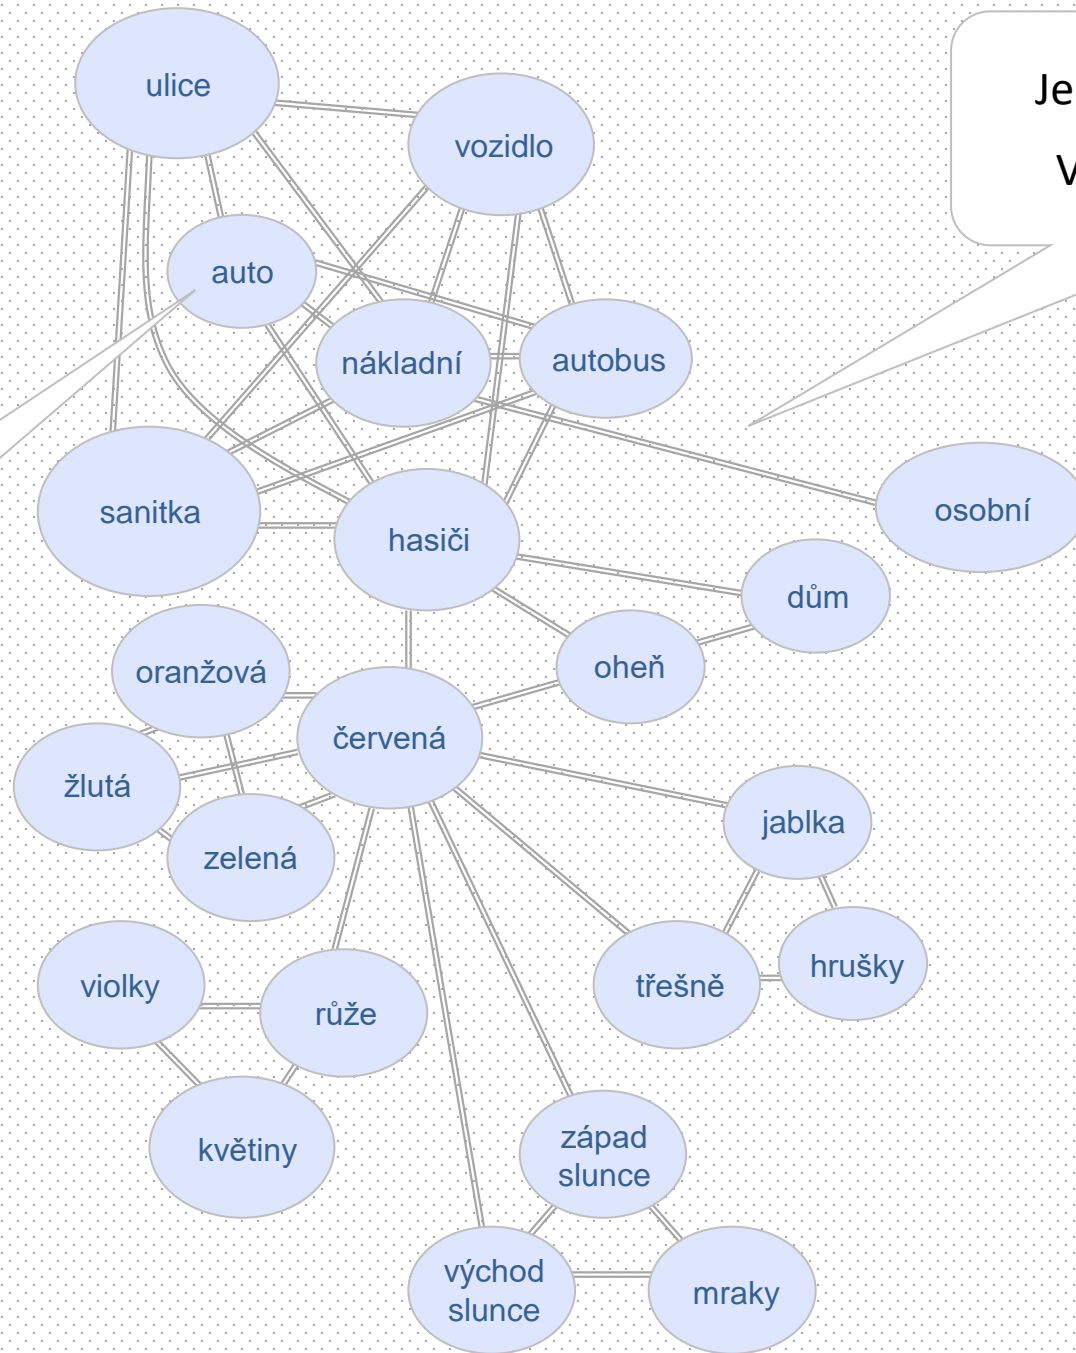 ulice
Je
vozidlo
V
auto
nákladní
autobus
sanitka
osobní
hasiči
dům
oranžová
oheň
červená
žlutá
jablka
zelená
hrušky
violky
třešně
růže
západ
slunce
květiny
východ
slunce
mraky